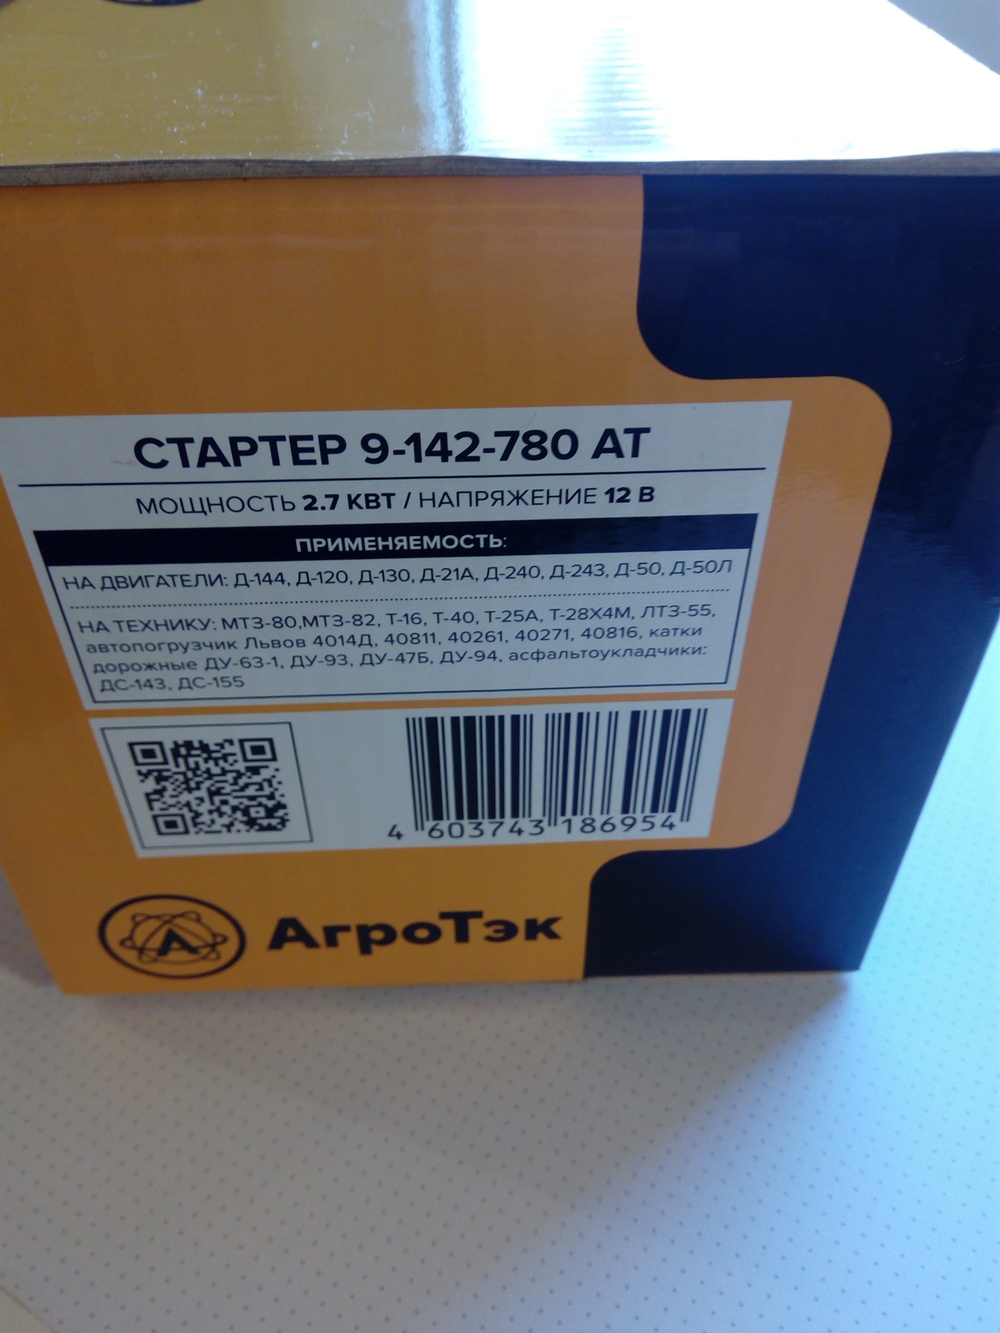 СТАРТЕР 9-142-780 АТ
МОЩНОСТЬ 2.7 КВТ / НАПРЯЖЕНИЕ 12 В
ПРИМЕНЯЕМОСТЬ:
НА ДВИГАТЕЛИ: Д-144, Д-120, Д-130, Д-21А, Д-240, Д-243, Д-50, Д-50Л
НА ТЕХНИКУ: МТЗ-80,МТЗ-82, Т-16, Т-40, Т-25А, Т-28Х4М, ЛТЗ-55,
автопогрузчик Львов 4014Д, 40811, 40261, 40271, 40816, катки
дорожные ДУ-63-1, ДУ-93, ДУ-47Б, ДУ-94, асфальтоукладчики:
ДС-143, ДС-155
4 603743 186954
А АгроТэк